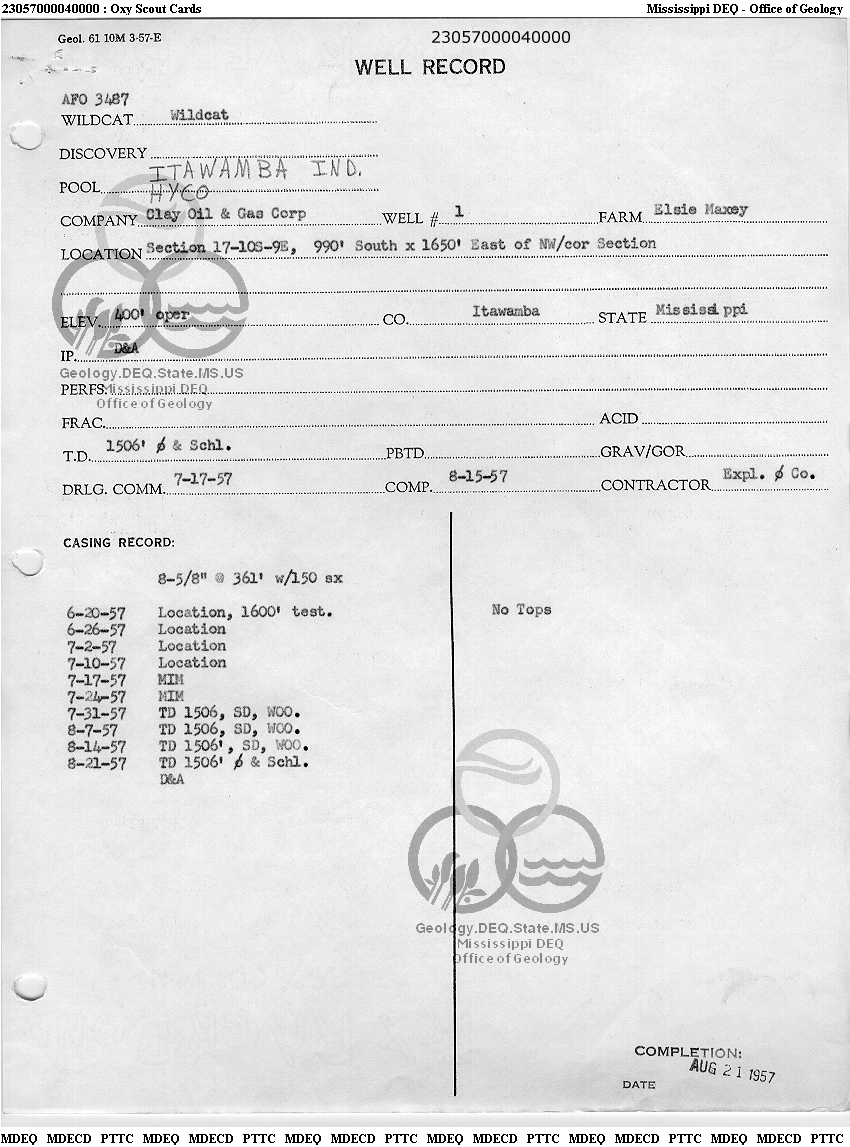 23057000040000 : Oxy Scout Cards Mississippi DEQ - Office of Geology
Geol. 61 10M 3-57-E 23057000040000
WELL RECORD
AFO 3487
WILDCAT Wildcat
DISCOVERY
ITAWAMBA IND.
POOL HYCO
COMPANY Clay Oil & Gas Corp WELL # 1 FARM Elsie Maxey
LOCATION Section 17-10S-9E, 990' South x 1650' East of NW/cor Section
ELEV. 400' oper CO. Itawamba STATE Mississippi
IP. D&A
Geology.DEQ.State.MS.US
PERFS:
Mississippi DEQ
Office of Geology
FRAC. ACID
T.D. 1506' ∅ & Schl. PBTD GRAV/GOR
DRLG. COMM. 7-17-57 COMP. 8-15-57 CONTRACTOR Expl. ∅ Co.
CASING RECORD:
8-5/8" @ 361' w/150 sx
6-20-57 Location, 1600' test. No Tops
6-26-57 Location
7-2-57 Location
7-10-57 Location
7-17-57 MIM
7-24-57 MIM
7-31-57 TD 1506, SD, WOO.
8-7-57 TD 1506, SD, WOO.
8-14-57 TD 1506', SD, WOO.
8-21-57 TD 1506' ∅ & Schl.
D&A
Geology.DEQ.State.MS.US
Mississippi DEQ
Office of Geology
COMPLETION:
AUG 21 1957
DATE
MDEQ MDECD PTTC MDEQ MDECD PTTC MDEQ MDECD PTTC MDEQ MDECD PTTC MDEQ MDECD PTTC MDEQ MDECD PTTC